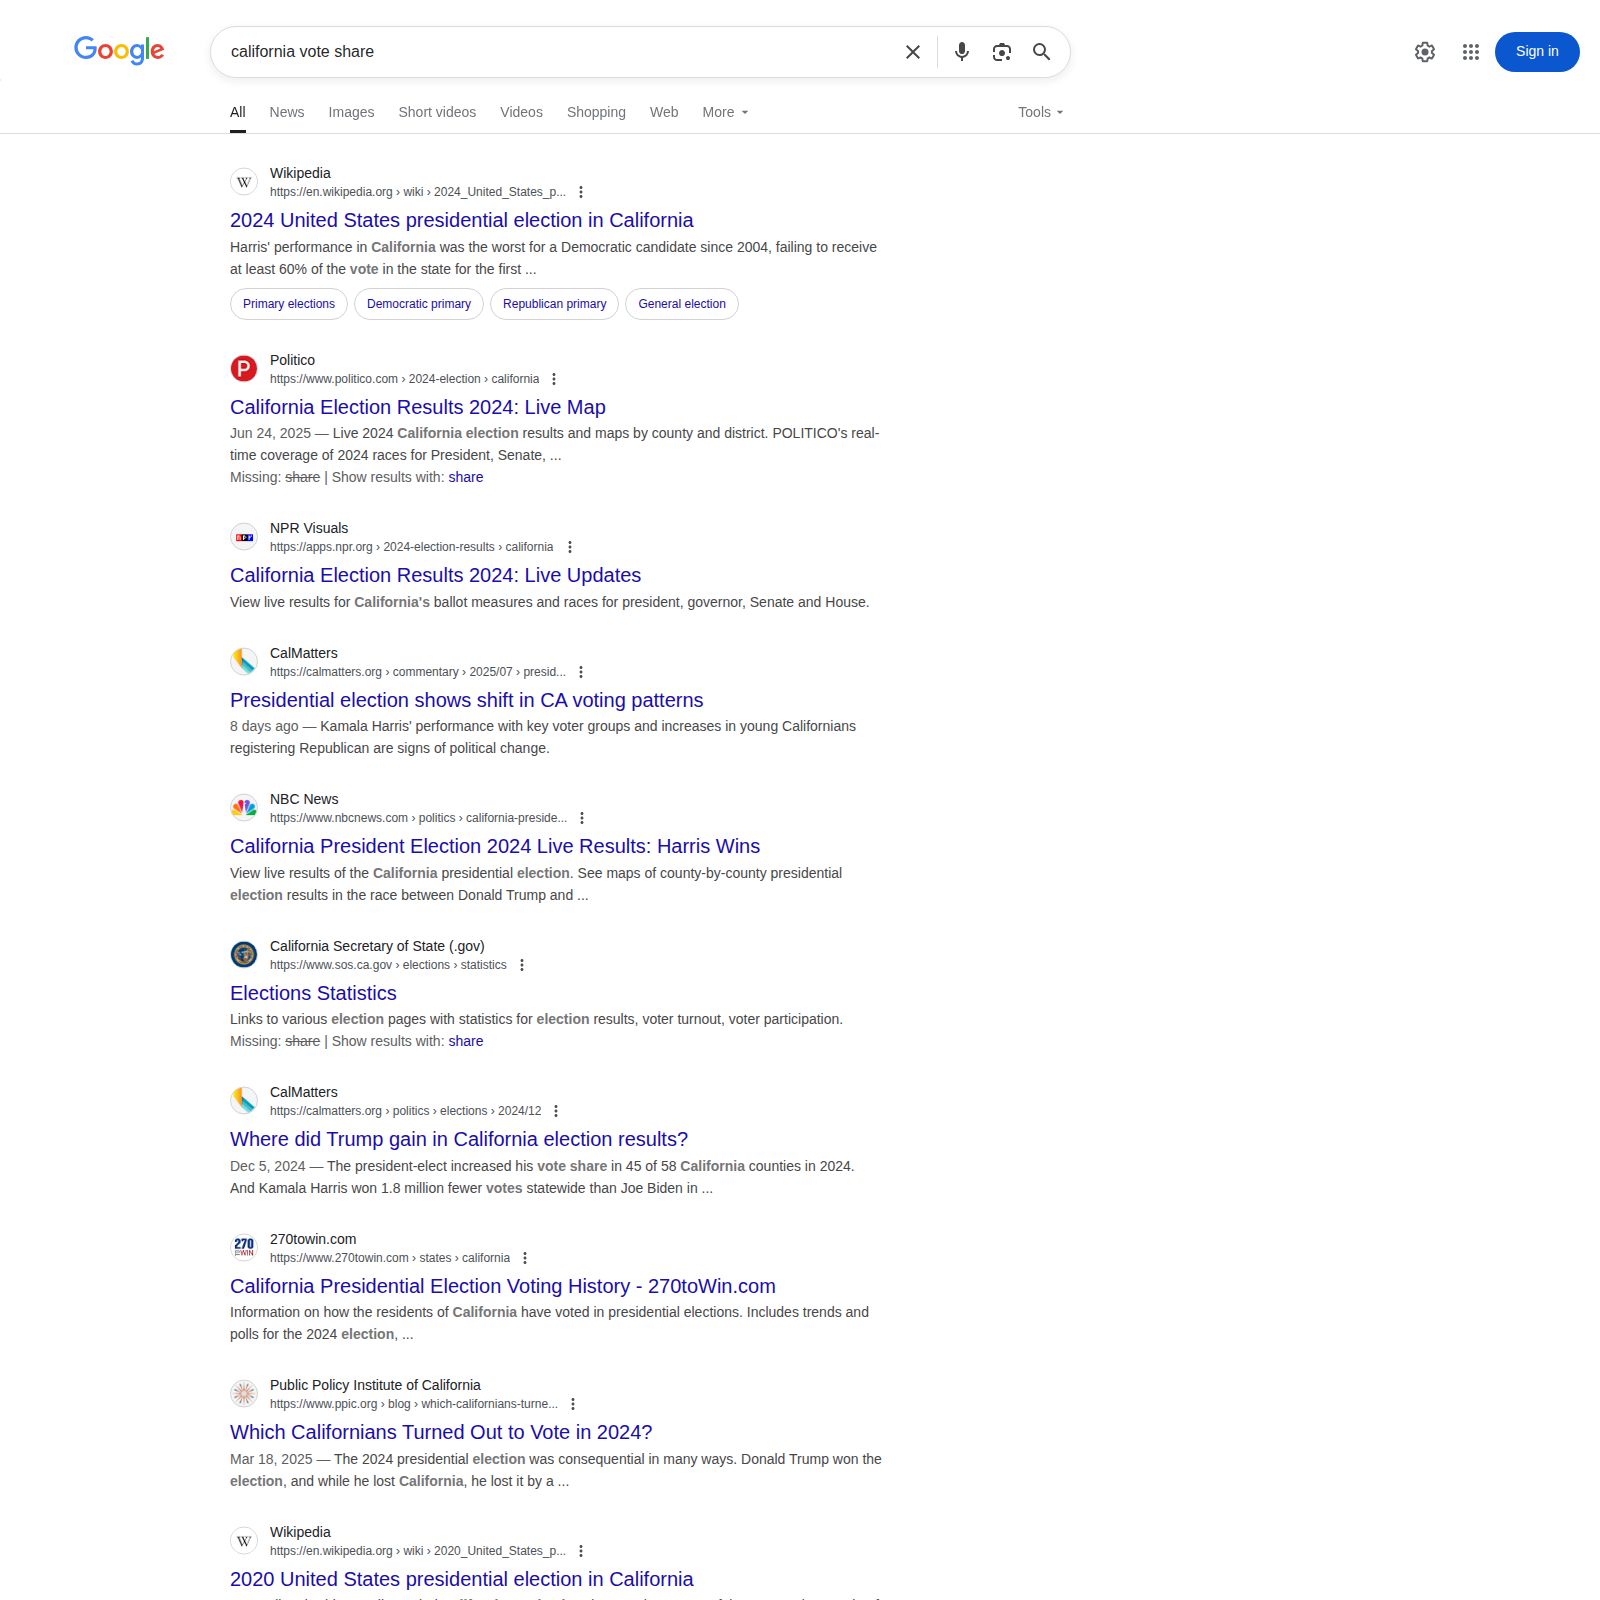 Google
california vote share
Sign in
All News Images Short videos Videos Shopping Web More Tools
Wikipedia
https://en.wikipedia.org › wiki › 2024_United_States_p...
2024 United States presidential election in California
Harris' performance in California was the worst for a Democratic candidate since 2004, failing to receive
at least 60% of the vote in the state for the first ...
Primary elections Democratic primary Republican primary General election
Politico
https://www.politico.com › 2024-election › california
California Election Results 2024: Live Map
Jun 24, 2025 — Live 2024 California election results and maps by county and district. POLITICO's real-
time coverage of 2024 races for President, Senate, ...
Missing: share | Show results with: share
NPR Visuals
https://apps.npr.org › 2024-election-results › california
California Election Results 2024: Live Updates
View live results for California's ballot measures and races for president, governor, Senate and House.
CalMatters
https://calmatters.org › commentary › 2025/07 › presid...
Presidential election shows shift in CA voting patterns
8 days ago — Kamala Harris' performance with key voter groups and increases in young Californians
registering Republican are signs of political change.
NBC News
https://www.nbcnews.com › politics › california-preside...
California President Election 2024 Live Results: Harris Wins
View live results of the California presidential election. See maps of county-by-county presidential
election results in the race between Donald Trump and ...
California Secretary of State (.gov)
https://www.sos.ca.gov › elections › statistics
Elections Statistics
Links to various election pages with statistics for election results, voter turnout, voter participation.
Missing: share | Show results with: share
CalMatters
https://calmatters.org › politics › elections › 2024/12
Where did Trump gain in California election results?
Dec 5, 2024 — The president-elect increased his vote share in 45 of 58 California counties in 2024.
And Kamala Harris won 1.8 million fewer votes statewide than Joe Biden in ...
270towin.com
https://www.270towin.com › states › california
California Presidential Election Voting History - 270toWin.com
Information on how the residents of California have voted in presidential elections. Includes trends and
polls for the 2024 election, ...
Public Policy Institute of California
https://www.ppic.org › blog › which-californians-turne...
Which Californians Turned Out to Vote in 2024?
Mar 18, 2025 — The 2024 presidential election was consequential in many ways. Donald Trump won the
election, and while he lost California, he lost it by a ...
Wikipedia
https://en.wikipedia.org › wiki › 2020_United_States_p...
2020 United States presidential election in California